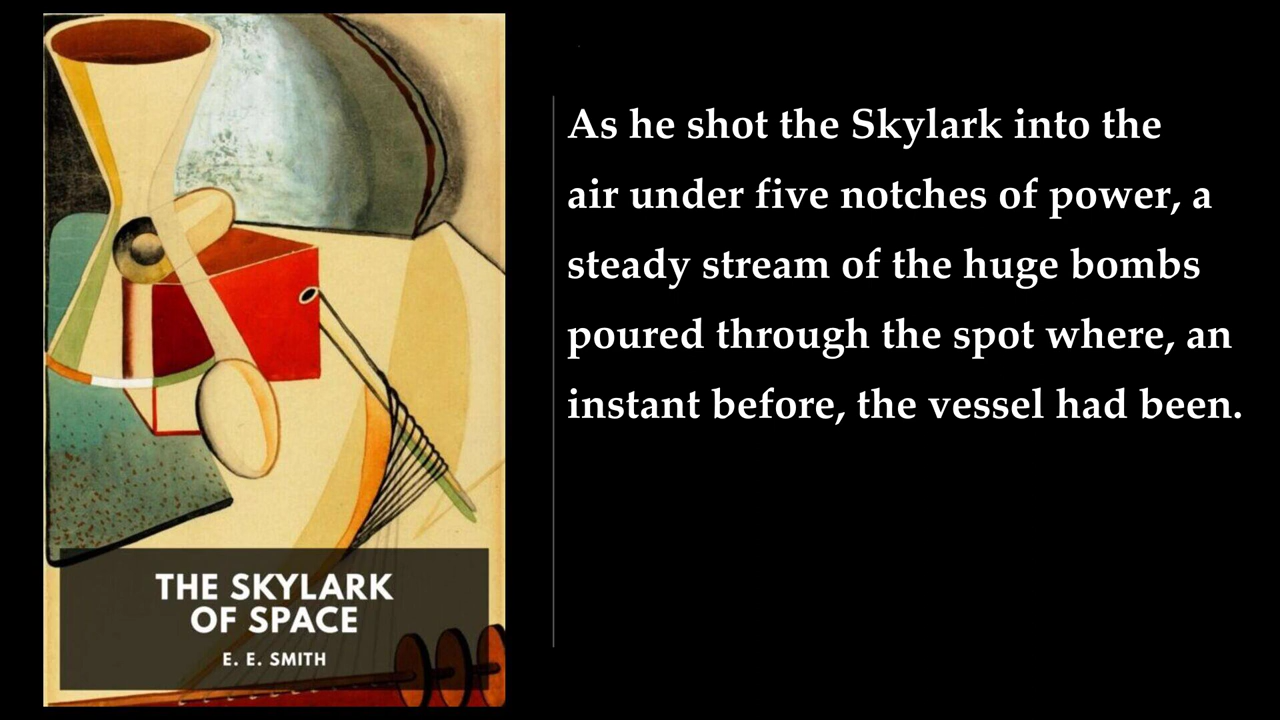 THE SKYLARK
OF SPACE
E. E. SMITH
As he shot the Skylark into the
air under five notches of power, a
steady stream of the huge bombs
poured through the spot where, an
instant before, the vessel had been.